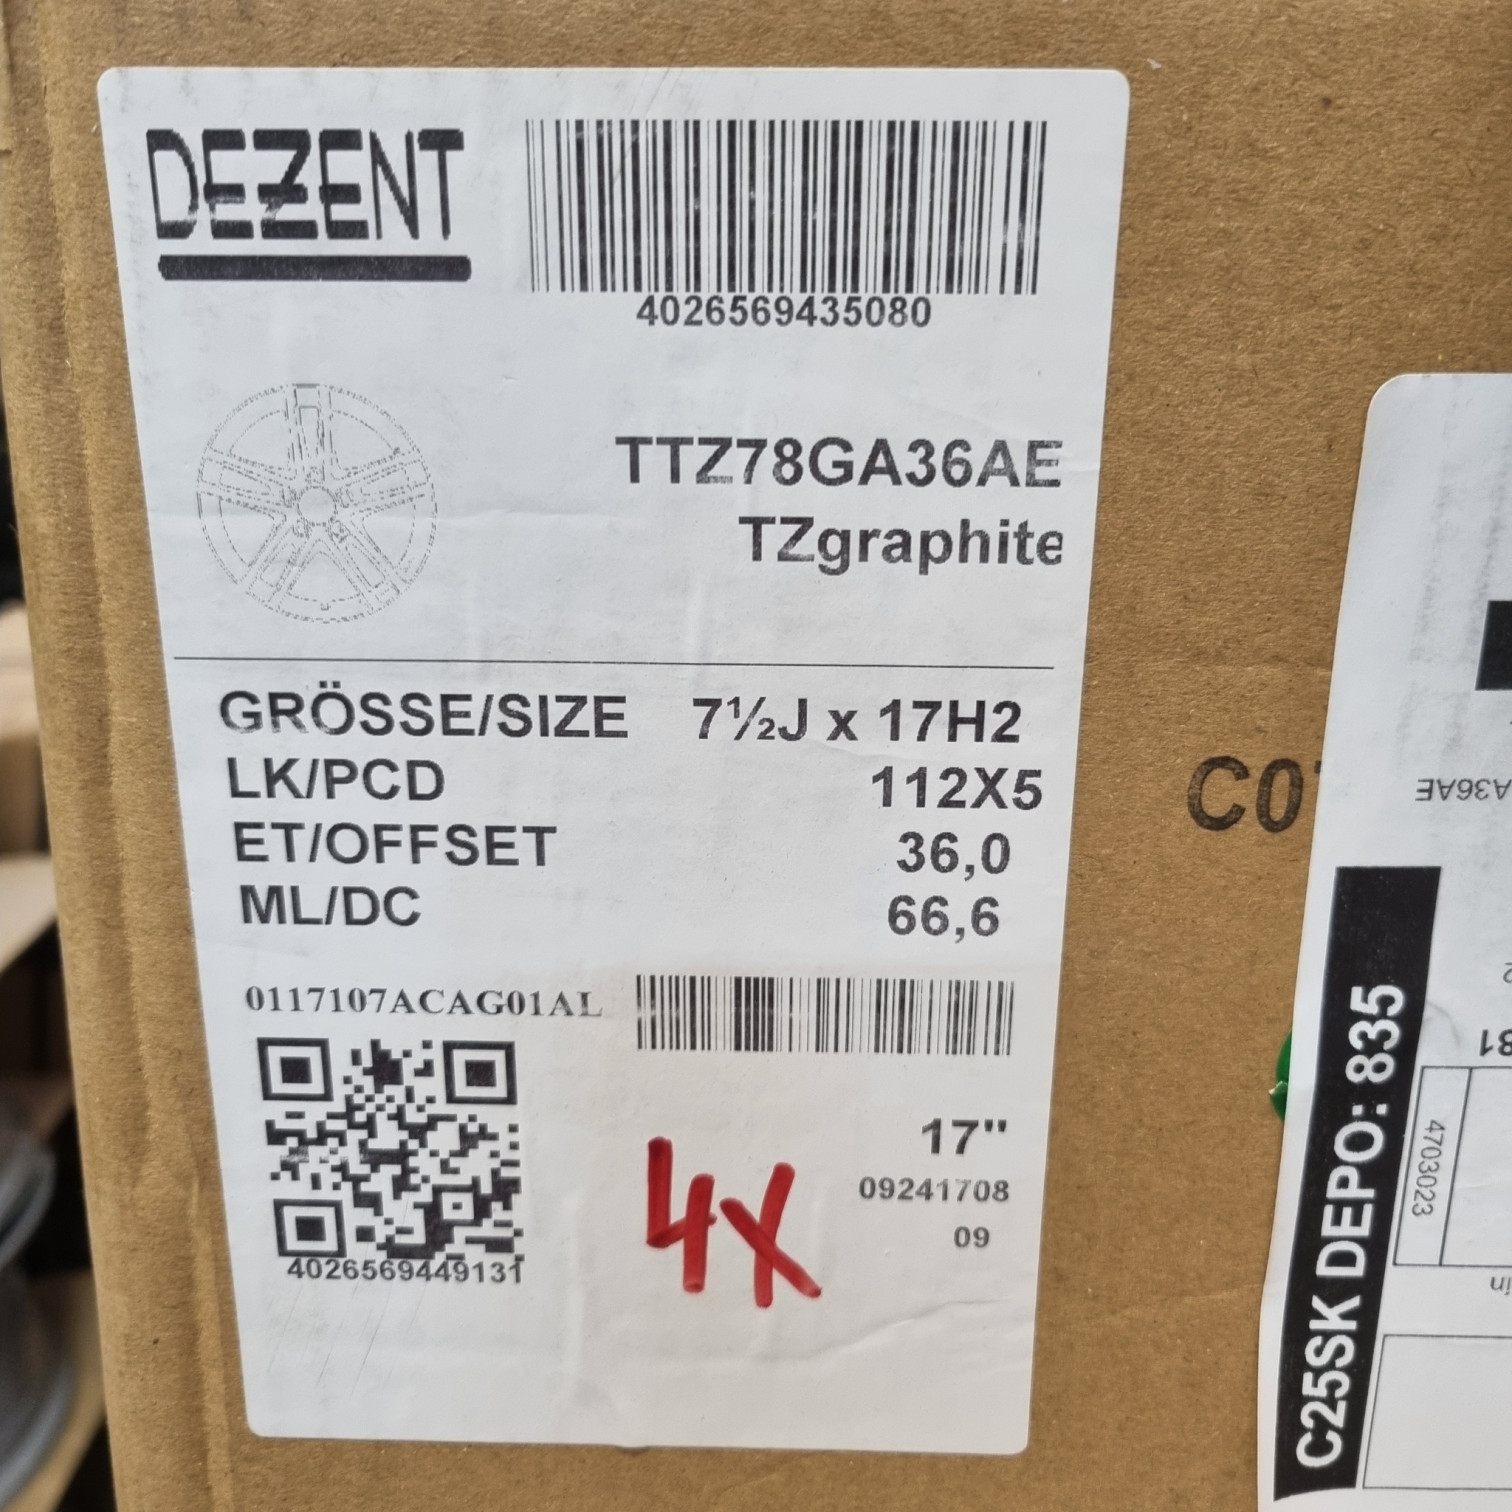 DEZENT
4026569435080
TTZ78GA36AE
TZgraphite
GRÖSSE/SIZE 7½J x 17H2
LK/PCD 112X5
ET/OFFSET 36,0
ML/DC 66,6
0117107ACAG01AL
17"
09241708
09
4X
4026569449131
C0
A36AE
C25SK DEPO: 835
4703023